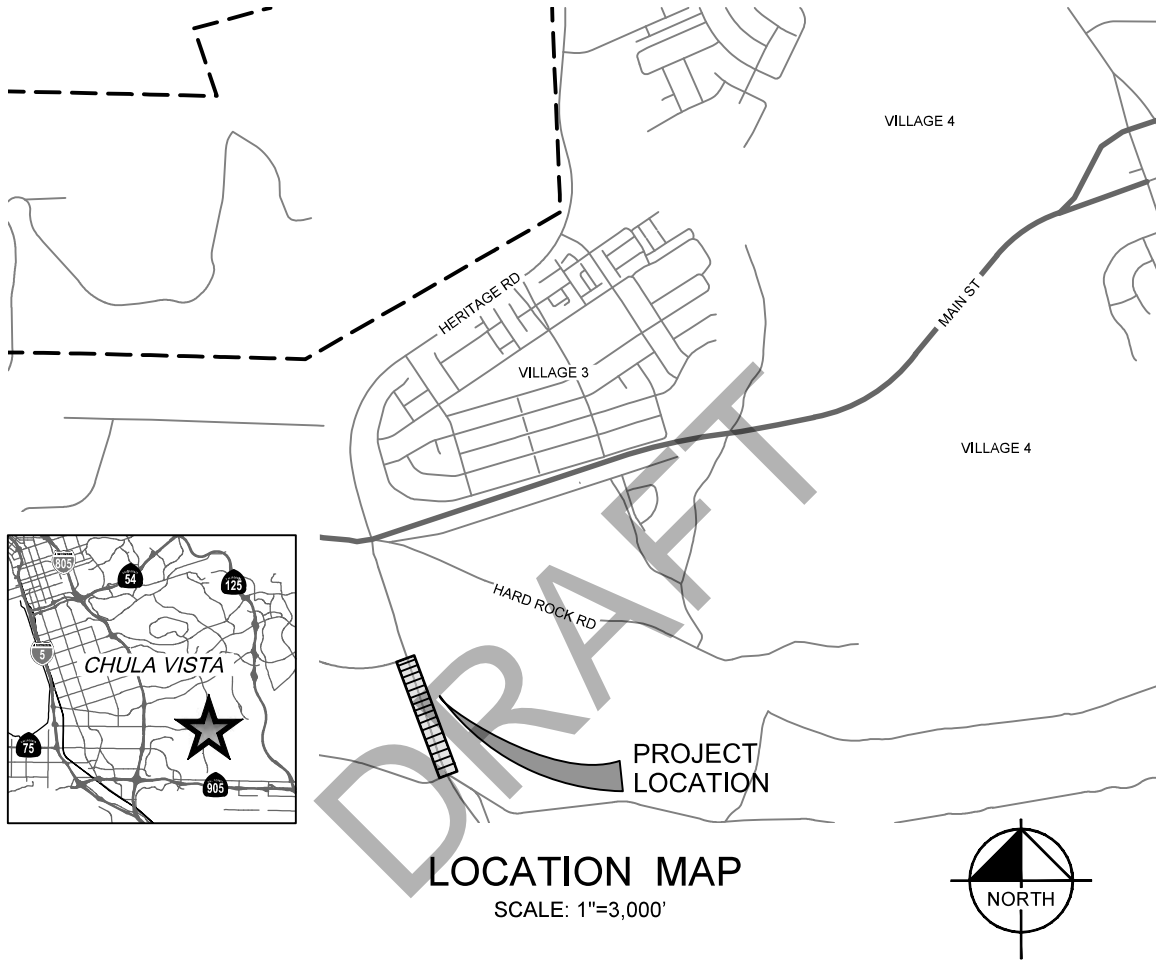 VILLAGE 4
HERITAGE RD
MAIN ST
VILLAGE 3
VILLAGE 4
HARD ROCK RD
805
54
125
5
CHULA VISTA
75
905
PROJECT
LOCATION
DRAFT
LOCATION MAP
SCALE: 1"=3,000'
NORTH